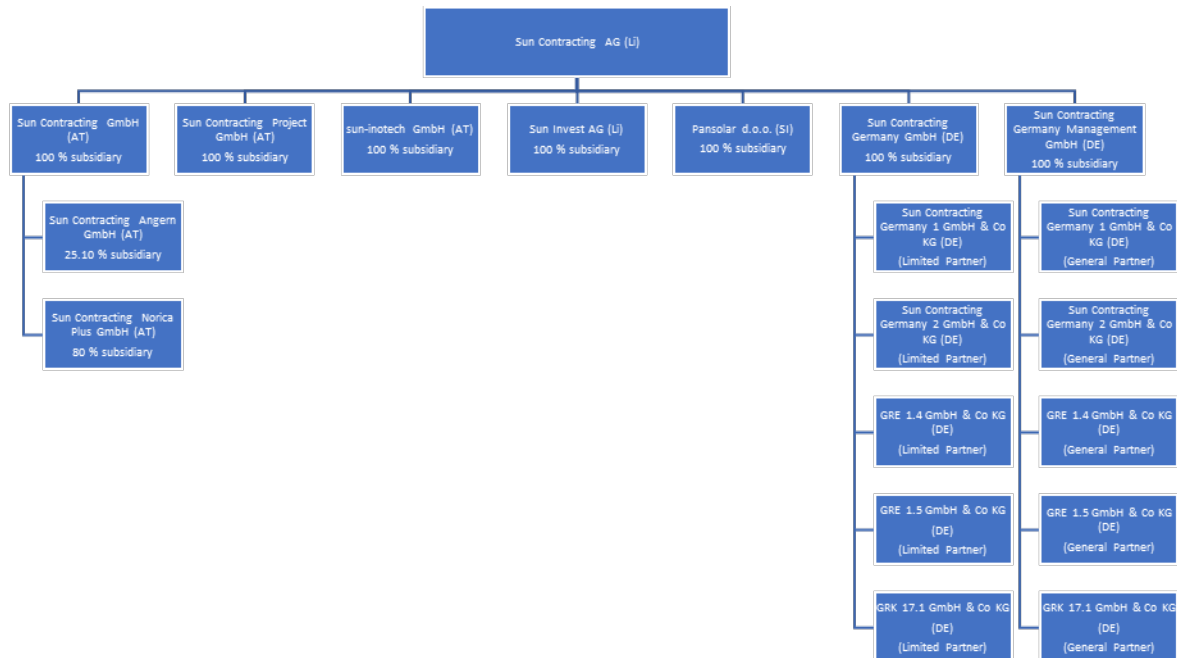 Sun Contracting AG (Li)
Sun Contracting GmbH
(AT)
100 % subsidiary
Sun Contracting Project
GmbH (AT)
100 % subsidiary
sun-inotech GmbH (AT)
100 % subsidiary
Sun Invest AG (Li)
100 % subsidiary
Pansolar d.o.o. (SI)
100 % subsidiary
Sun Contracting
Germany GmbH (DE)
100 % subsidiary
Sun Contracting
Germany Management
GmbH (DE)
100 % subsidiary
Sun Contracting Angern
GmbH (AT)
25.10 % subsidiary
Sun Contracting Norica
Plus GmbH (AT)
80 % subsidiary
Sun Contracting
Germany 1 GmbH & Co
KG (DE)
(Limited Partner)
Sun Contracting
Germany 2 GmbH & Co
KG (DE)
(Limited Partner)
GRE 1.4 GmbH & Co KG
(DE)
(Limited Partner)
GRE 1.5 GmbH & Co KG
(DE)
(Limited Partner)
GRK 17.1 GmbH & Co KG
(DE)
(Limited Partner)
Sun Contracting
Germany 1 GmbH & Co
KG (DE)
(General Partner)
Sun Contracting
Germany 2 GmbH & Co
KG (DE)
(General Partner)
GRE 1.4 GmbH & Co KG
(DE)
(General Partner)
GRE 1.5 GmbH & Co KG
(DE)
(General Partner)
GRK 17.1 GmbH & Co KG
(DE)
(General Partner)